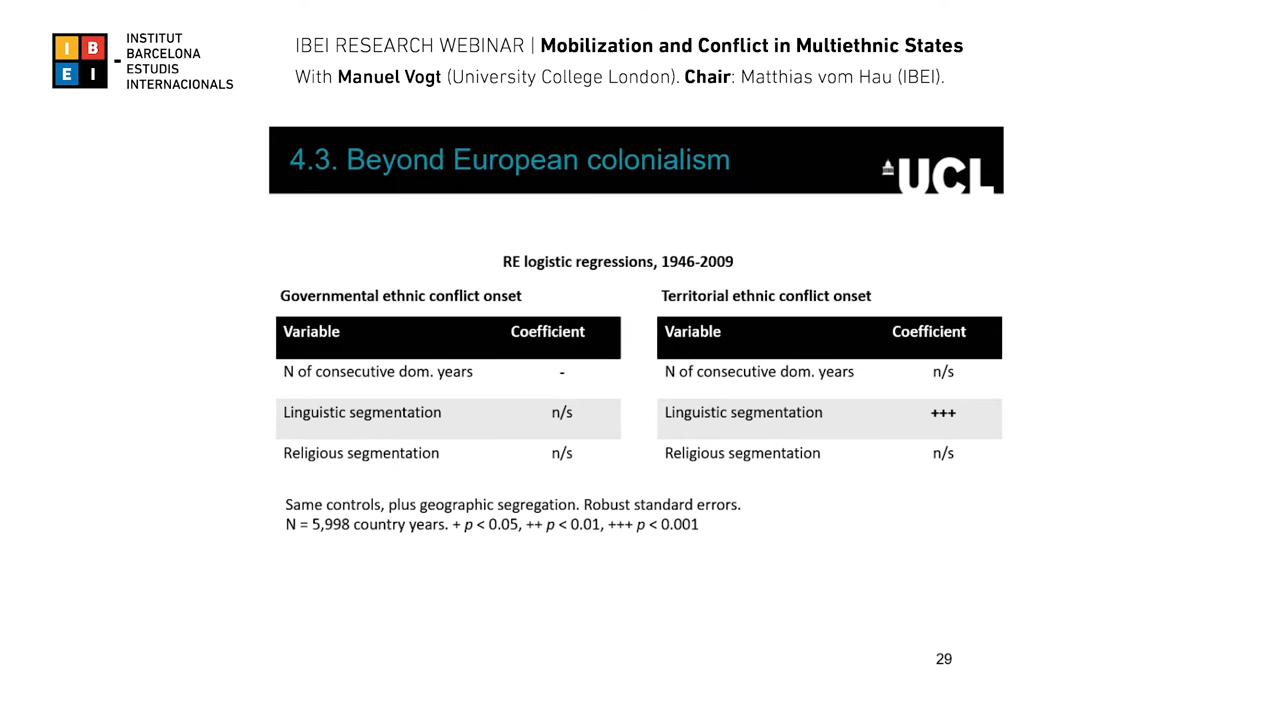 I B E I
INSTITUT
BARCELONA
ESTUDIS
INTERNACIONALS
IBEI RESEARCH WEBINAR | Mobilization and Conflict in Multiethnic States
With Manuel Vogt (University College London). Chair: Matthias vom Hau (IBEI).
4.3. Beyond European colonialism
UCL
RE logistic regressions, 1946-2009
Governmental ethnic conflict onset
Variable Coefficient
N of consecutive dom. years -
Linguistic segmentation n/s
Religious segmentation n/s
Territorial ethnic conflict onset
Variable Coefficient
N of consecutive dom. years n/s
Linguistic segmentation +++
Religious segmentation n/s
Same controls, plus geographic segregation. Robust standard errors.
N = 5,998 country years. + p < 0.05, ++ p < 0.01, +++ p < 0.001
29